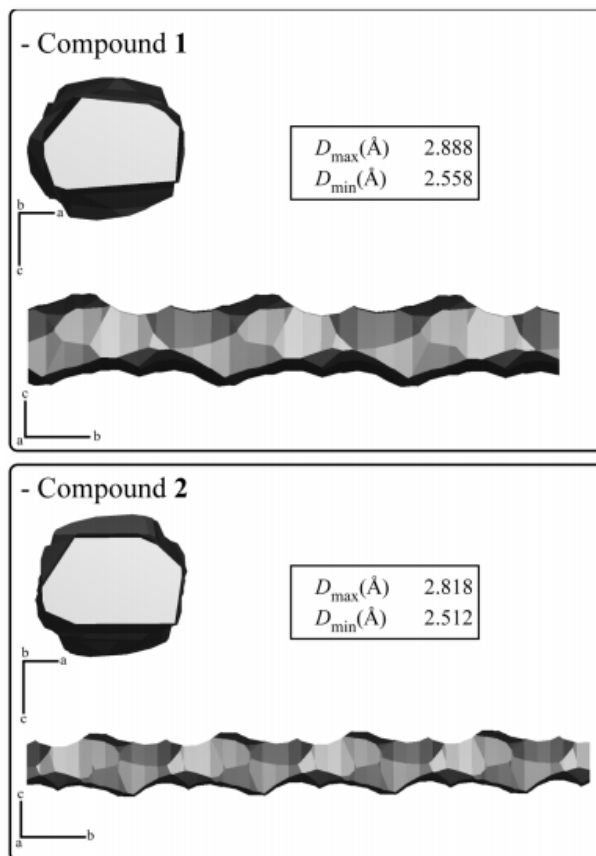 - Compound 1
Dmax(Å) 2.888
Dmin(Å) 2.558
b
a
c
c
a
b
- Compound 2
Dmax(Å) 2.818
Dmin(Å) 2.512
b
a
c
c
a
b